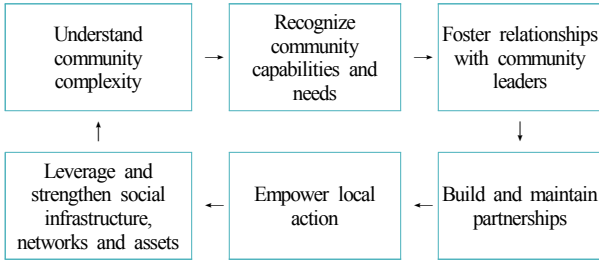 Understand
community
complexity
Recognize
community
capabilities and
needs
Foster relationships
with community
leaders
Build and maintain
partnerships
Empower local
action
Leverage and
strengthen social
infrastructure,
networks and assets